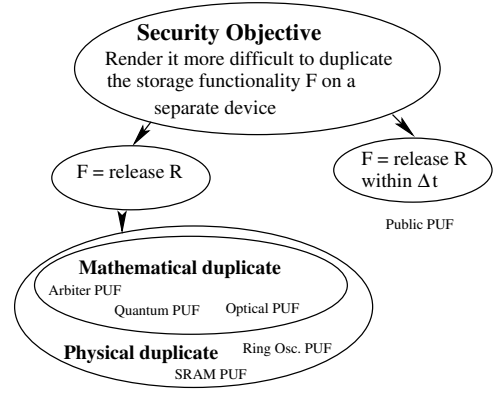 Security Objective
Render it more difficult to duplicate
the storage functionality F on a
separate device
F = release R
F = release R
within Δt
Public PUF
Mathematical duplicate
Arbiter PUF
Quantum PUF
Optical PUF
Physical duplicate
Ring Osc. PUF
SRAM PUF